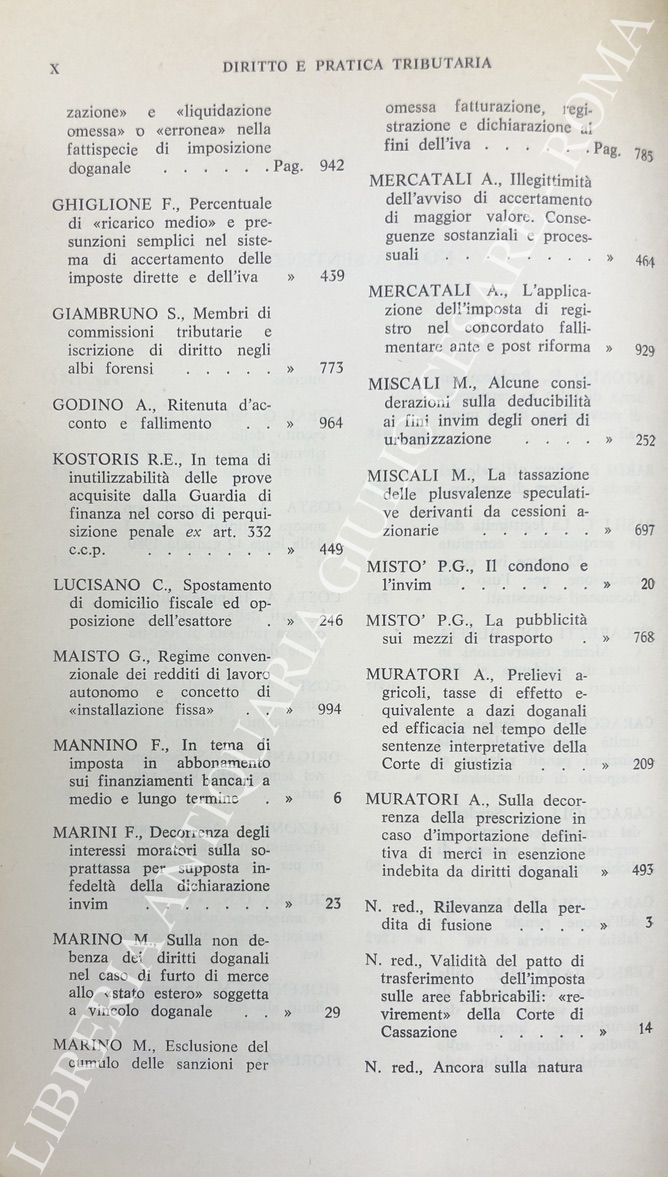 X
DIRITTO E PRATICA TRIBUTARIA
zazione» e «liquidazione
omessa» o «erronea» nella
fattispecie di imposizione
doganale . . . . . . Pag. 942
GHIGLIONE F., Percentuale
di «ricarico medio» e pre-
sunzioni semplici nel siste-
ma di accertamento delle
imposte dirette e dell'iva » 439
GIAMBRUNO S., Membri di
commissioni tributarie e
iscrizione di diritto negli
albi forensi . . . . . » 773
GODINO A., Ritenuta d'ac-
conto e fallimento . . » 964
KOSTORIS R.E., In tema di
inutilizzabilità delle prove
acquisite dalla Guardia di
finanza nel corso di perqui-
sizione penale ex art. 332
c.c.p. . . . . . . . » 449
LUCISANO C., Spostamento
di domicilio fiscale ed op-
posizione dell'esattore . » 246
MAISTO G., Regime conven-
zionale dei redditi di lavoro
autonomo e concetto di
«installazione fissa» . . » 994
MANNINO F., In tema di
imposta in abbonamento
sui finanziamenti bancari a
medio e lungo termine . » 6
MARINI F., Decorrenza degli
interessi moratori sulla so-
prattassa per supposta in-
fedeltà della dichiarazione
invim . . . . . . . » 23
MARINO M., Sulla non de-
benza dei diritti doganali
nel caso di furto di merce
allo «stato estero» soggetta
a vincolo doganale . . » 29
MARINO M., Esclusione del
cumulo delle sanzioni per
omessa fatturazione, regi-
strazione e dichiarazione ai
fini dell'iva . . . . . . Pag. 785
MERCATALI A., Illegittimità
dell'avviso di accertamento
di maggior valore. Conse-
guenze sostanziali e proces-
suali . . . . . . . . » 464
MERCATALI A., L'applica-
zione dell'imposta di regi-
stro nel concordato falli-
mentare ante e post riforma » 929
MISCALI M., Alcune consi-
derazioni sulla deducibilità
ai fini invim degli oneri di
urbanizzazione . . . . » 252
MISCALI M., La tassazione
delle plusvalenze speculati-
ve derivanti da cessioni a-
zionarie . . . . . . » 697
MISTO' P.G., Il condono e
l'invim . . . . . . . » 20
MISTO' P.G., La pubblicità
sui mezzi di trasporto . » 768
MURATORI A., Prelievi a-
gricoli, tasse di effetto e-
quivalente a dazi doganali
ed efficacia nel tempo delle
sentenze interpretative della
Corte di giustizia . . . » 209
MURATORI A., Sulla decor-
renza della prescrizione in
caso d'importazione defini-
tiva di merci in esenzione
indebita da diritti doganali » 493
N. red., Rilevanza della per-
dita di fusione . . . . » 3
N. red., Validità del patto di
trasferimento dell'imposta
sulle aree fabbricabili: «re-
virement» della Corte di
Cassazione . . . . . » 14
N. red., Ancora sulla natura
LIBRERIA ANTIQUARIA GIULIO CESARE - ROMA